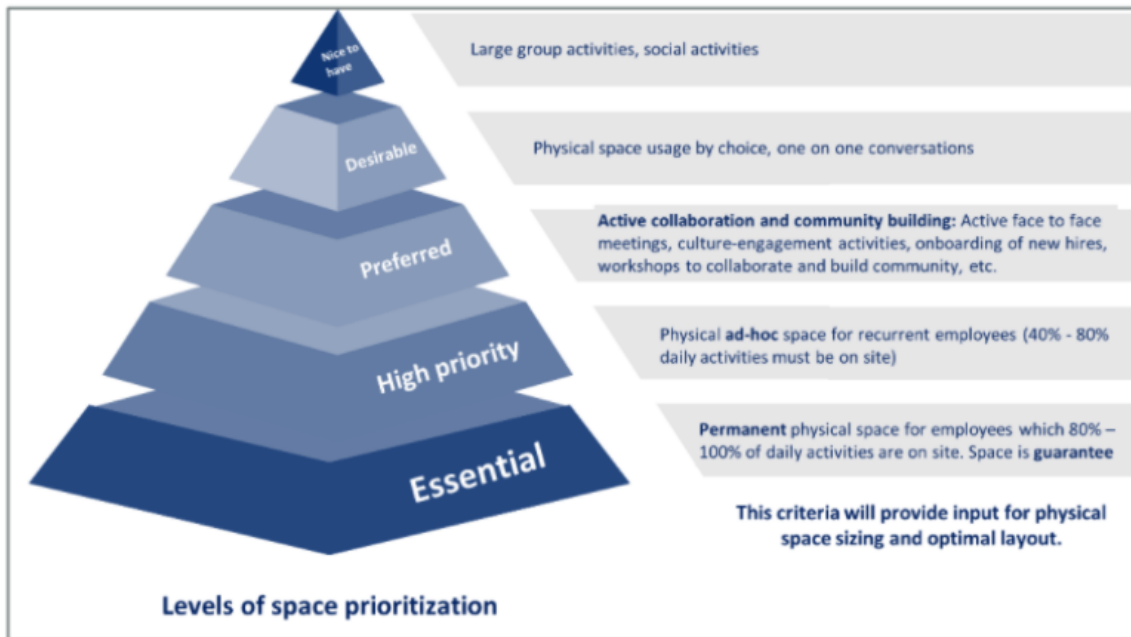 Nice to
have
Large group activities, social activities
Desirable
Physical space usage by choice, one on one conversations
Preferred
Active collaboration and community building: Active face to face
meetings, culture-engagement activities, onboarding of new hires,
workshops to collaborate and build community, etc.
High priority
Physical ad-hoc space for recurrent employees (40% - 80%
daily activities must be on site)
Essential
Permanent physical space for employees which 80% –
100% of daily activities are on site. Space is guarantee
This criteria will provide input for physical
space sizing and optimal layout.
Levels of space prioritization